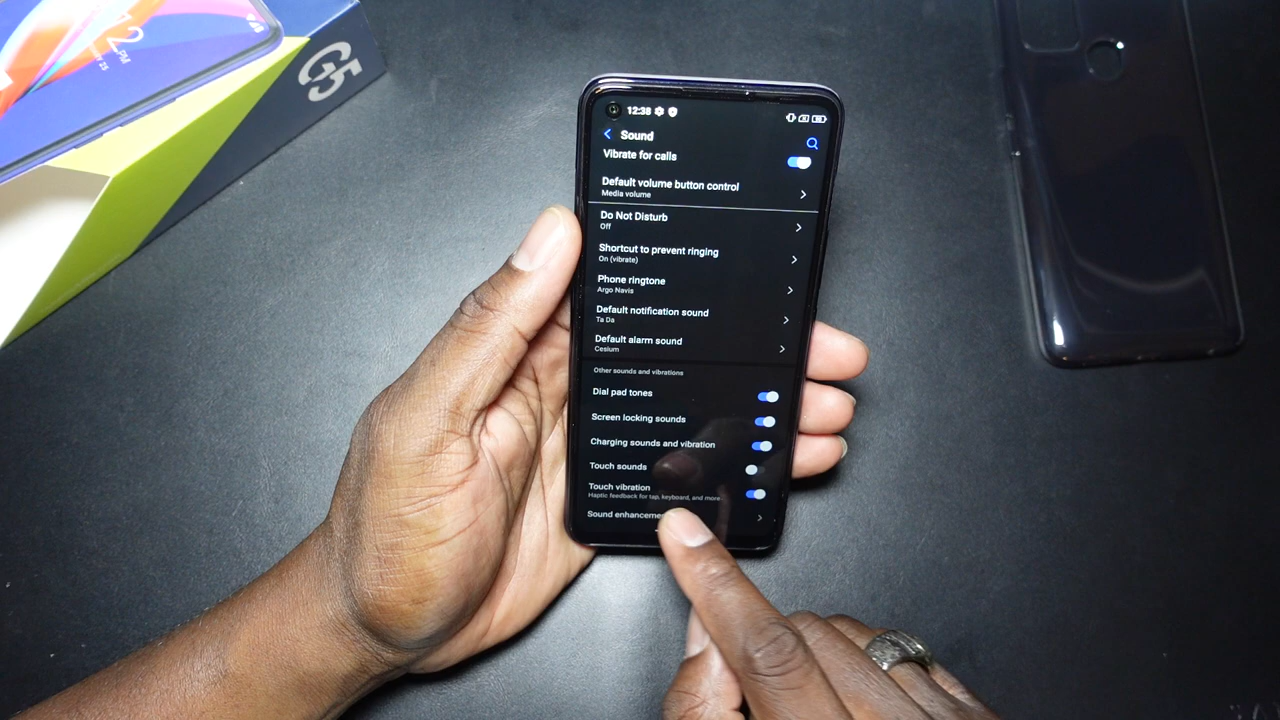 2
PM
G5
12:38
Sound
Vibrate for calls
Default volume button control
Media volume
Do Not Disturb
Off
Shortcut to prevent ringing
On (vibrate)
Phone ringtone
Argo Navis
Default notification sound
Ta Da
Default alarm sound
Cesium
Other sounds and vibrations
Dial pad tones
Screen locking sounds
Charging sounds and vibration
Touch sounds
Touch vibration
Haptic feedback for tap, keyboard, and more
Sound